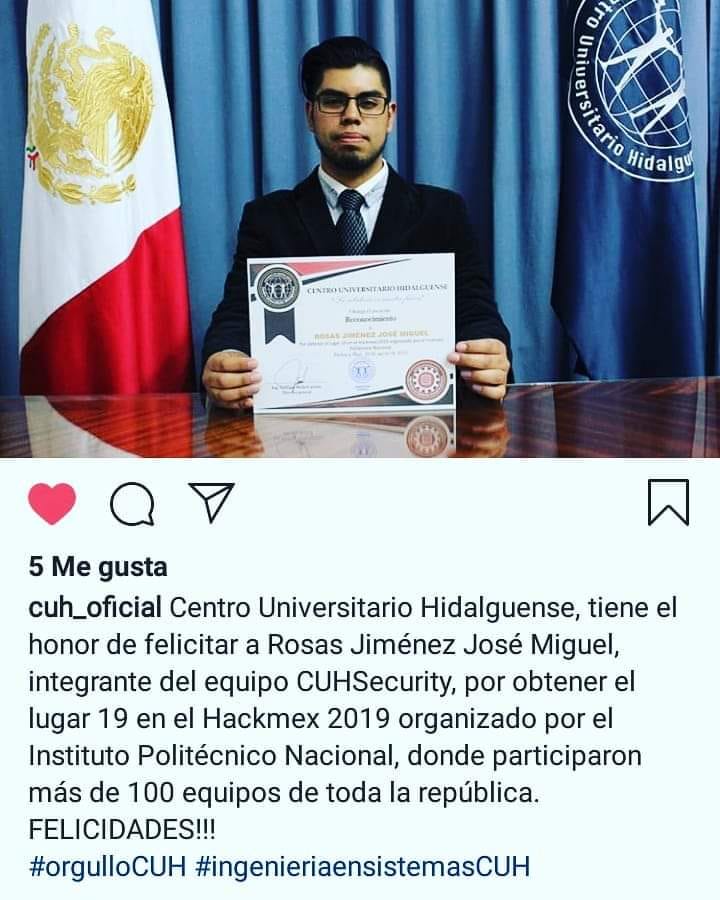 Centro Universitario Hidalgu
CENTRO UNIVERSITARIO HIDALGUENSE
Reconocimiento
ROSAS JIMÉNEZ JOSÉ MIGUEL
5 Me gusta
cuh_oficial Centro Universitario Hidalguense, tiene el
honor de felicitar a Rosas Jiménez José Miguel,
integrante del equipo CUHSecurity, por obtener el
lugar 19 en el Hackmex 2019 organizado por el
Instituto Politécnico Nacional, donde participaron
más de 100 equipos de toda la república.
FELICIDADES!!!
#orgulloCUH #ingenieriaensistemasCUH